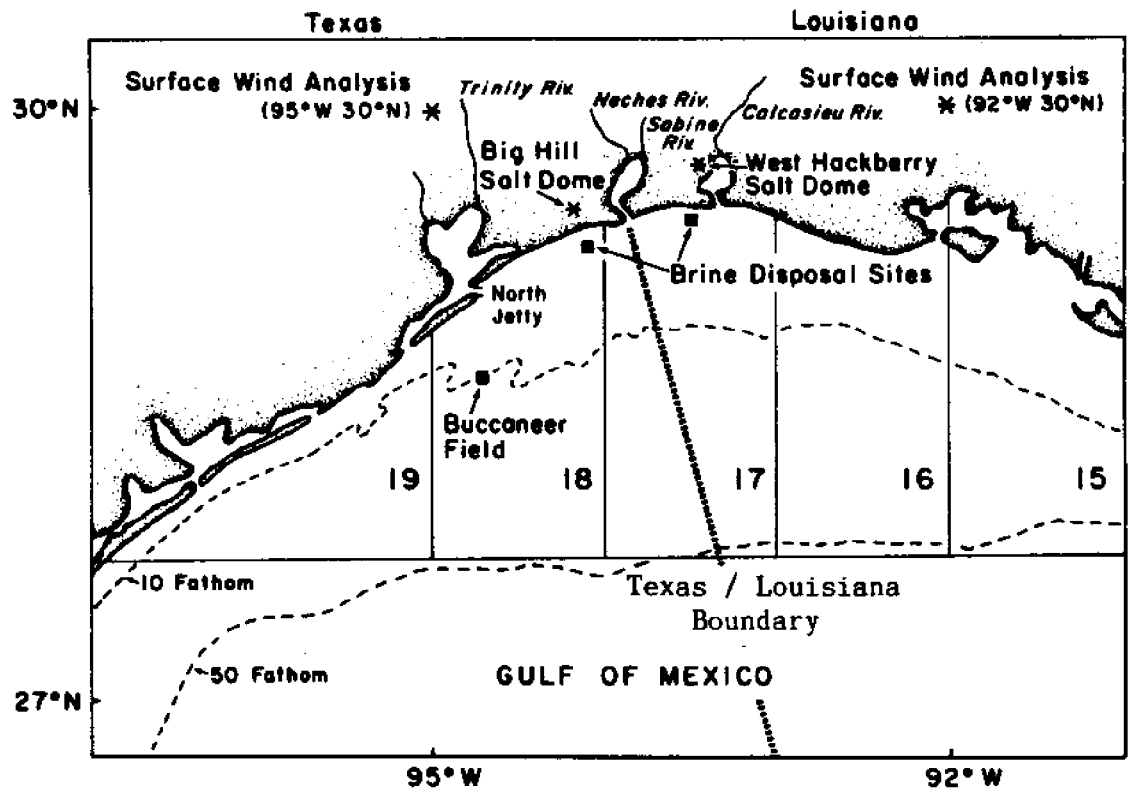 Texas
Louisiana
Surface Wind Analysis
(95°W 30°N)
Surface Wind Analysis
(92°W 30°N)
30°N
Trinity Riv.
Neches Riv.
Sabine
Riv.
Calcasieu Riv.
Big Hill
Salt Dome
West Hackberry
Salt Dome
Brine Disposal Sites
North
Jetty
Buccaneer
Field
19
18
17
16
15
10 Fathom
Texas / Louisiana
Boundary
50 Fathom
GULF OF MEXICO
27°N
95°W
92°W